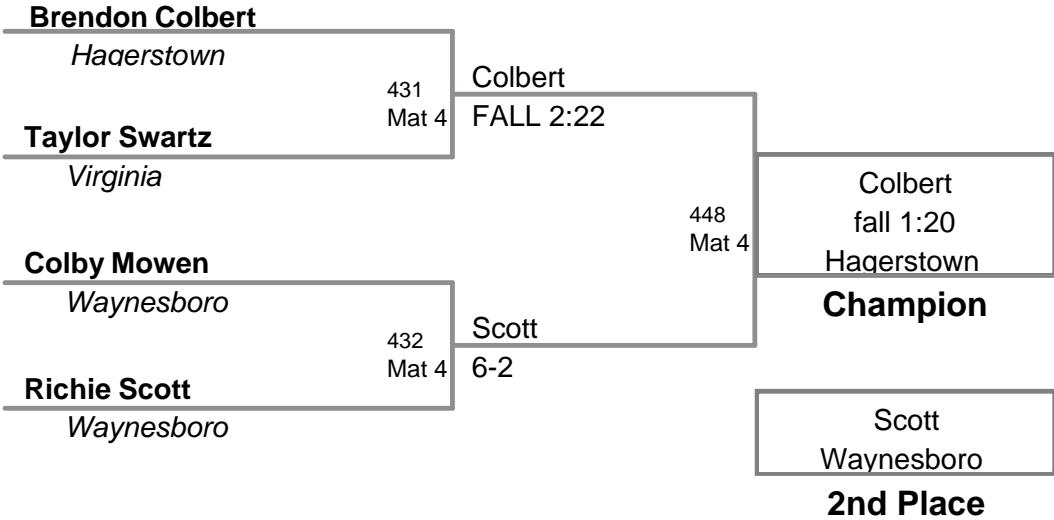 Brendon Colbert
Hagerstown
431
Mat 4
Colbert
FALL 2:22
Taylor Swartz
Virginia
448
Mat 4
Colbert
fall 1:20
Hagerstown
Champion
Colby Mowen
Waynesboro
432
Mat 4
Scott
6-2
Richie Scott
Waynesboro
Scott
Waynesboro
2nd Place